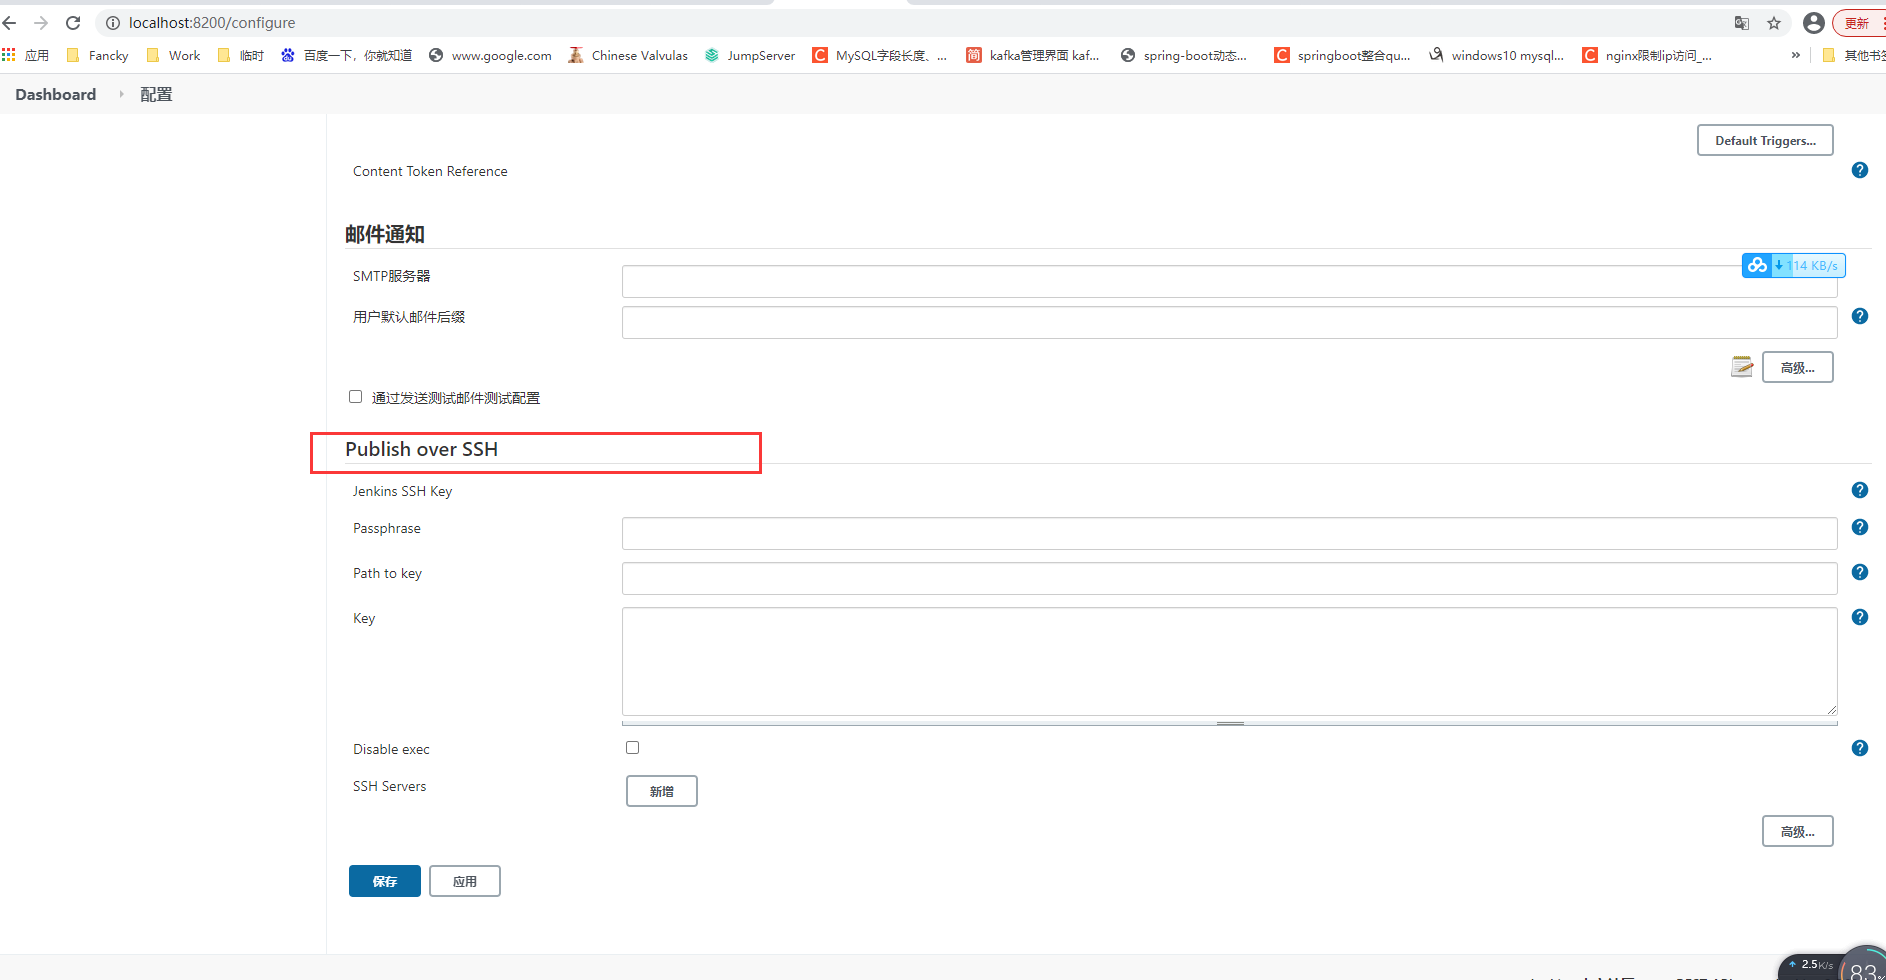 localhost:8200/configure
更新
应用 Fancky Work 临时 百度一下，你就知道 www.google.com Chinese Valvulas JumpServer MySQL字段长度、... kafka管理界面 kaf... spring-boot动态... springboot整合qu... windows10 mysql... nginx限制ip访问_... » 其他书签
Dashboard 配置
Default Triggers...
Content Token Reference
邮件通知
SMTP服务器
114 KB/s
用户默认邮件后缀
高级...
通过发送测试邮件测试配置
Publish over SSH
Jenkins SSH Key
Passphrase
Path to key
Key
Disable exec
SSH Servers
新增
高级...
保存 应用
2.5K/s
83%